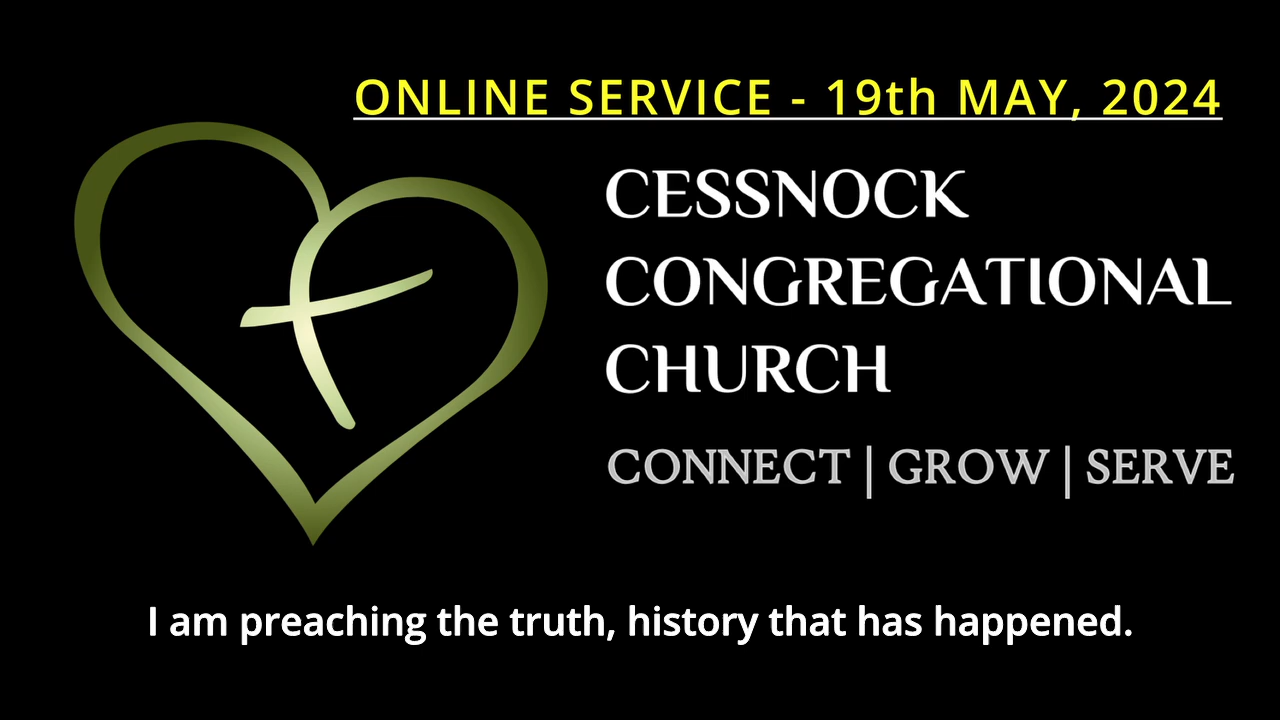 ONLINE SERVICE - 19th MAY, 2024
CESSNOCK
CONGREGATIONAL
CHURCH
CONNECT | GROW | SERVE
I am preaching the truth, history that has happened.